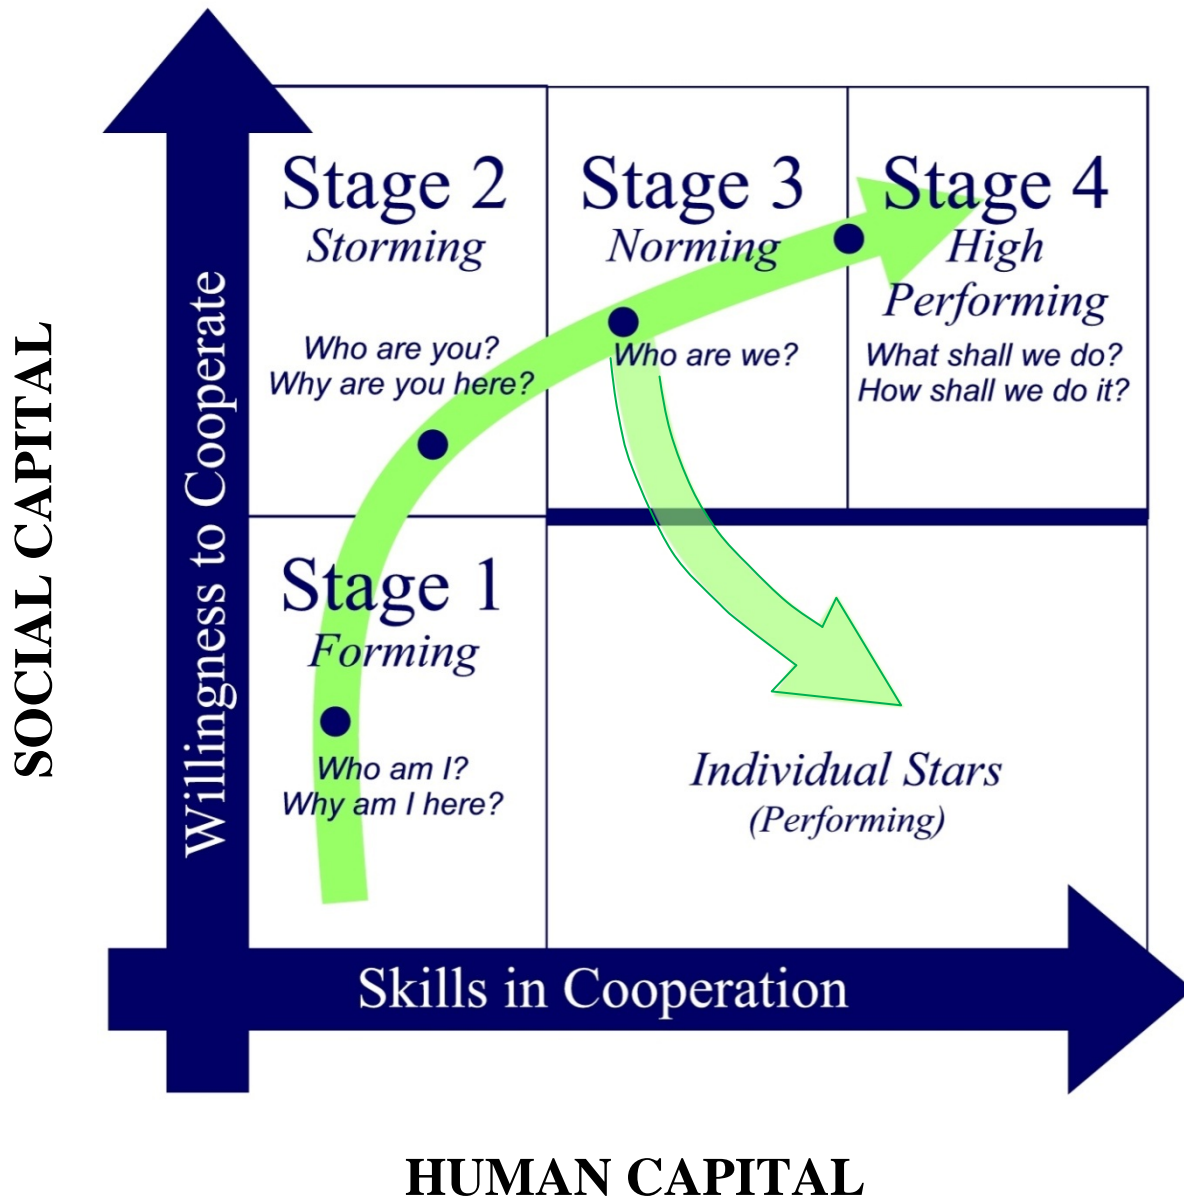 SOCIAL CAPITAL
Willingness to Cooperate
Stage 2
Storming
Who are you?
Why are you here?
Stage 3
Norming
Who are we?
Stage 4
High
Performing
What shall we do?
How shall we do it?
Stage 1
Forming
Who am I?
Why am I here?
Individual Stars
(Performing)
Skills in Cooperation
HUMAN CAPITAL